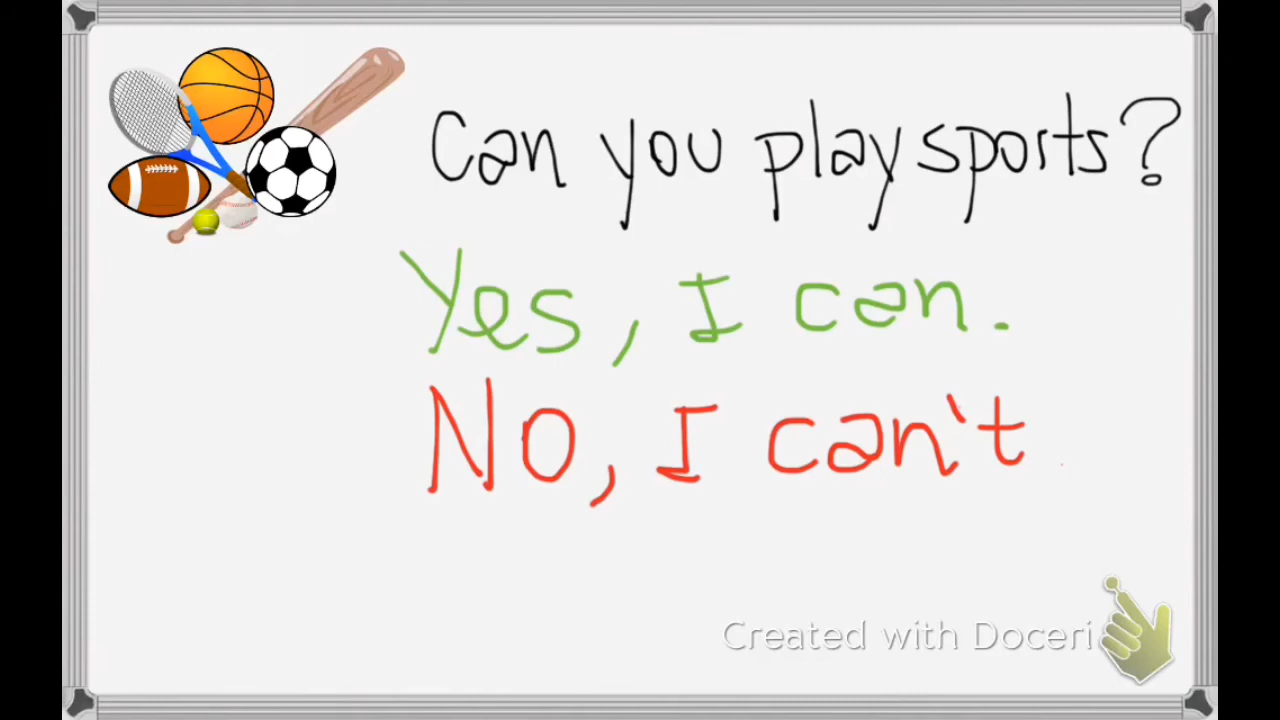 Can you play sports?
Yes, I can.
No, I can't
Created with Doceri